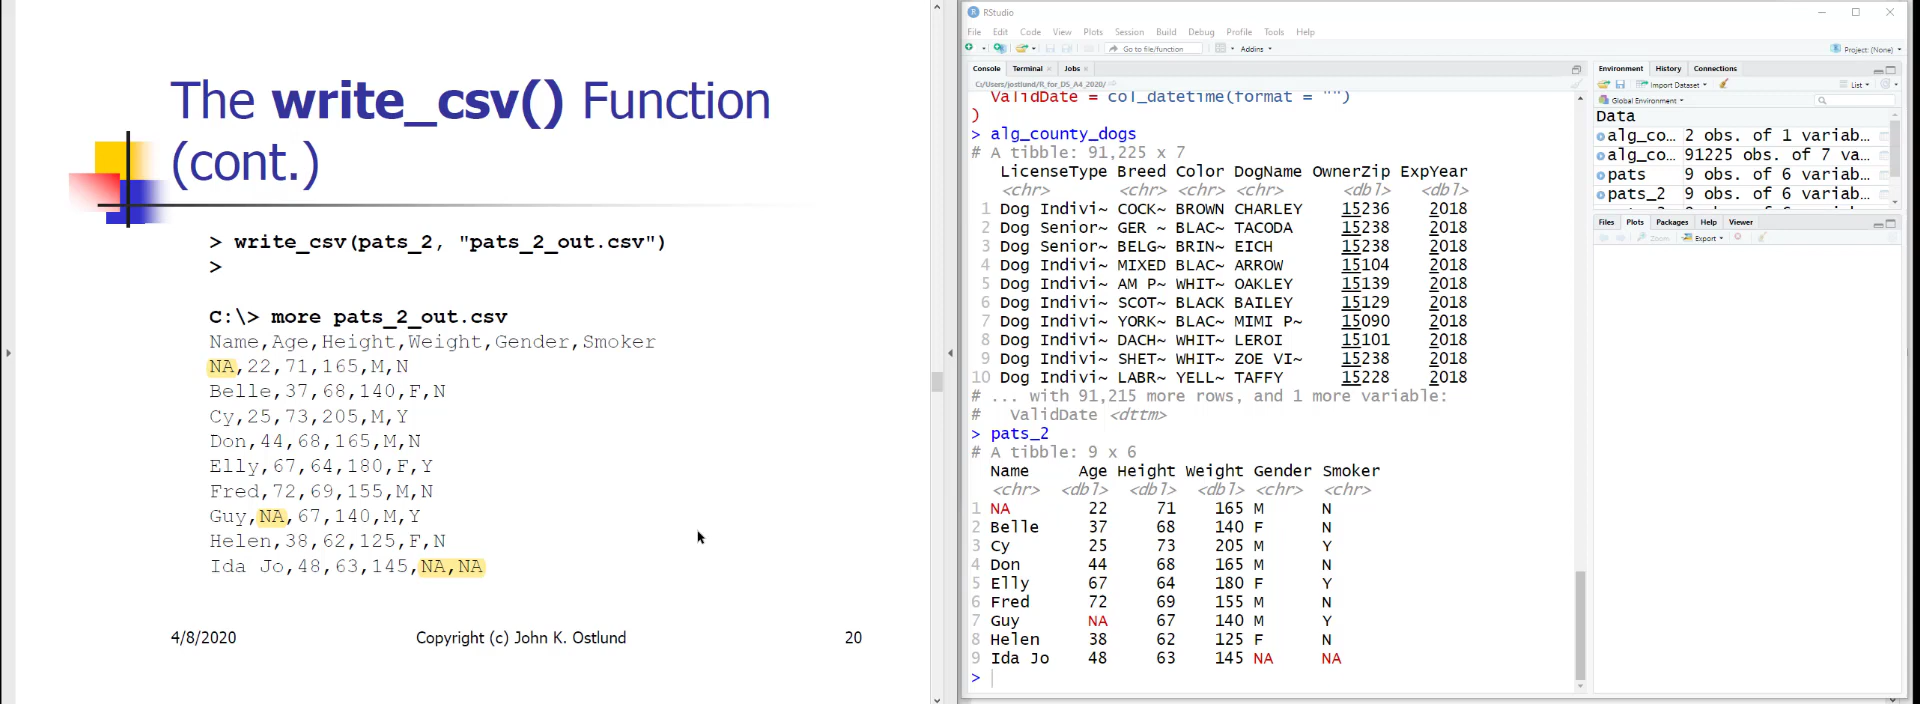 The write_csv() Function
(cont.)
> write_csv(pats_2, "pats_2_out.csv")
>
C:\> more pats_2_out.csv
Name,Age,Height,Weight,Gender,Smoker
NA,22,71,165,M,N
Belle,37,68,140,F,N
Cy,25,73,205,M,Y
Don,44,68,165,M,N
Elly,67,64,180,F,Y
Fred,72,69,155,M,N
Guy,NA,67,140,M,Y
Helen,38,62,125,F,N
Ida Jo,48,63,145,NA,NA
4/8/2020 Copyright (c) John K. Ostlund 20
RStudio
File Edit Code View Plots Session Build Debug Profile Tools Help
Go to file/function Addins
Project: (None)
Console Terminal Jobs
C:/Users/jostlund/R_for_DS_A4_2020/
ValidDate = col_datetime(format = "")
)
> alg_county_dogs
# A tibble: 91,225 x 7
LicenseType Breed Color DogName OwnerZip ExpYear
<chr> <chr> <chr> <chr> <dbl> <dbl>
1 Dog Indivi~ COCK~ BROWN CHARLEY 15236 2018
2 Dog Senior~ GER ~ BLAC~ TACODA 15238 2018
3 Dog Senior~ BELG~ BRIN~ EICH 15238 2018
4 Dog Indivi~ MIXED BLAC~ ARROW 15104 2018
5 Dog Indivi~ AM P~ WHIT~ OAKLEY 15139 2018
6 Dog Indivi~ SCOT~ BLACK BAILEY 15129 2018
7 Dog Indivi~ YORK~ BLAC~ MIMI P~ 15090 2018
8 Dog Indivi~ DACH~ WHIT~ LEROI 15101 2018
9 Dog Indivi~ SHET~ WHIT~ ZOE VI~ 15238 2018
10 Dog Indivi~ LABR~ YELL~ TAFFY 15228 2018
# ... with 91,215 more rows, and 1 more variable:
# ValidDate <dttm>
> pats_2
# A tibble: 9 x 6
Name Age Height Weight Gender Smoker
<chr> <dbl> <dbl> <dbl> <chr> <chr>
1 NA 22 71 165 M N
2 Belle 37 68 140 F N
3 Cy 25 73 205 M Y
4 Don 44 68 165 M N
5 Elly 67 64 180 F Y
6 Fred 72 69 155 M N
7 Guy NA 67 140 M Y
8 Helen 38 62 125 F N
9 Ida Jo 48 63 145 NA NA
>
Environment History Connections
Import Dataset List
Global Environment
Data
alg_co... 2 obs. of 1 variab...
alg_co... 91225 obs. of 7 va...
pats 9 obs. of 6 variab...
pats_2 9 obs. of 6 variab...
Files Plots Packages Help Viewer
Zoom Export